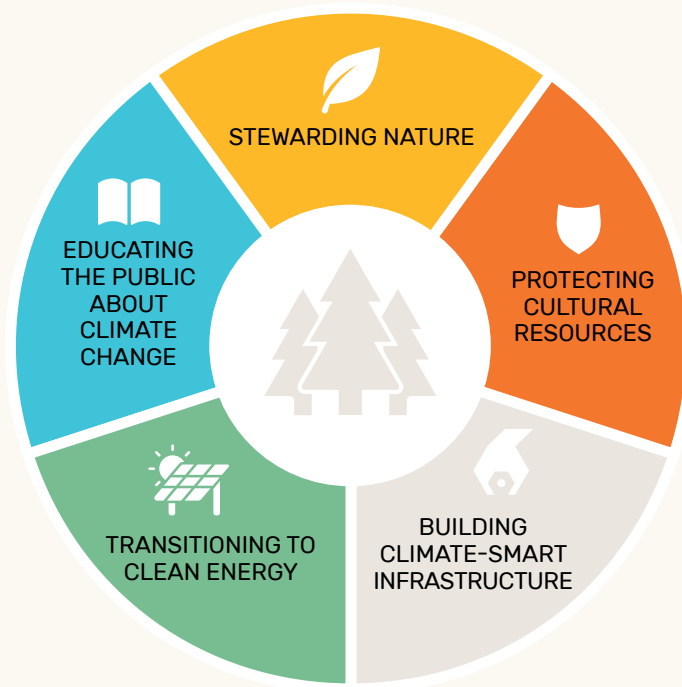 STEWARDING NATURE
PROTECTING
CULTURAL
RESOURCES
BUILDING
CLIMATE-SMART
INFRASTRUCTURE
TRANSITIONING TO
CLEAN ENERGY
EDUCATING
THE PUBLIC
ABOUT
CLIMATE
CHANGE